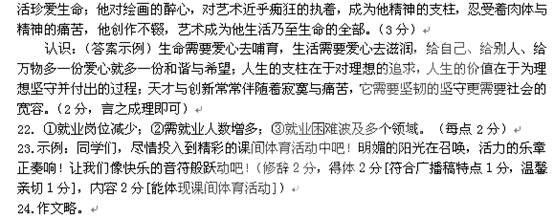 活珍爱生命；他对绘画的醉心，对艺术近乎痴狂的执着，成为他精神的支柱，忍受着肉体与
精神的痛苦，他创作不辍，艺术成为他生活乃至生命的全部。（3 分）
认识：（答案示例）生命需要爱心去哺育，生活需要爱心去滋润，给自己、给别人、给
万物多一份爱心就多一份和谐与希望；人生的支柱在于对理想的追求，人生的价值在于为理
想坚守并付出的过程；天才与创新常常伴随着寂寞与痛苦，它需要坚韧的坚守更需要社会的
宽容。（2 分，言之成理即可）
22. ①就业岗位减少；②需就业人数增多；③就业困难波及多个领域。（每点 2 分）
23.示例：同学们，尽情投入到精彩的课间体育活动中吧！明媚的阳光在召唤，活力的乐章
正奏响！让我们像快乐的音符般跃动吧！（修辞 2 分，得体 2 分[符合广播稿特点 1 分，温馨
亲切 1 分]，内容 2 分[能体现课间体育活动]）
24.作文略。